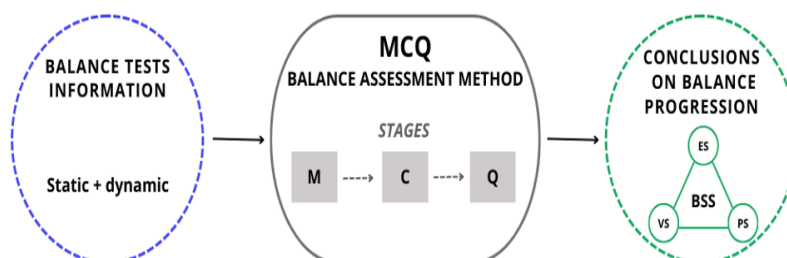 BALANCE TESTS
INFORMATION
Static + dynamic
MCQ
BALANCE ASSESSMENT METHOD
STAGES
M
C
Q
CONCLUSIONS
ON BALANCE
PROGRESSION
ES
BSS
VS
PS